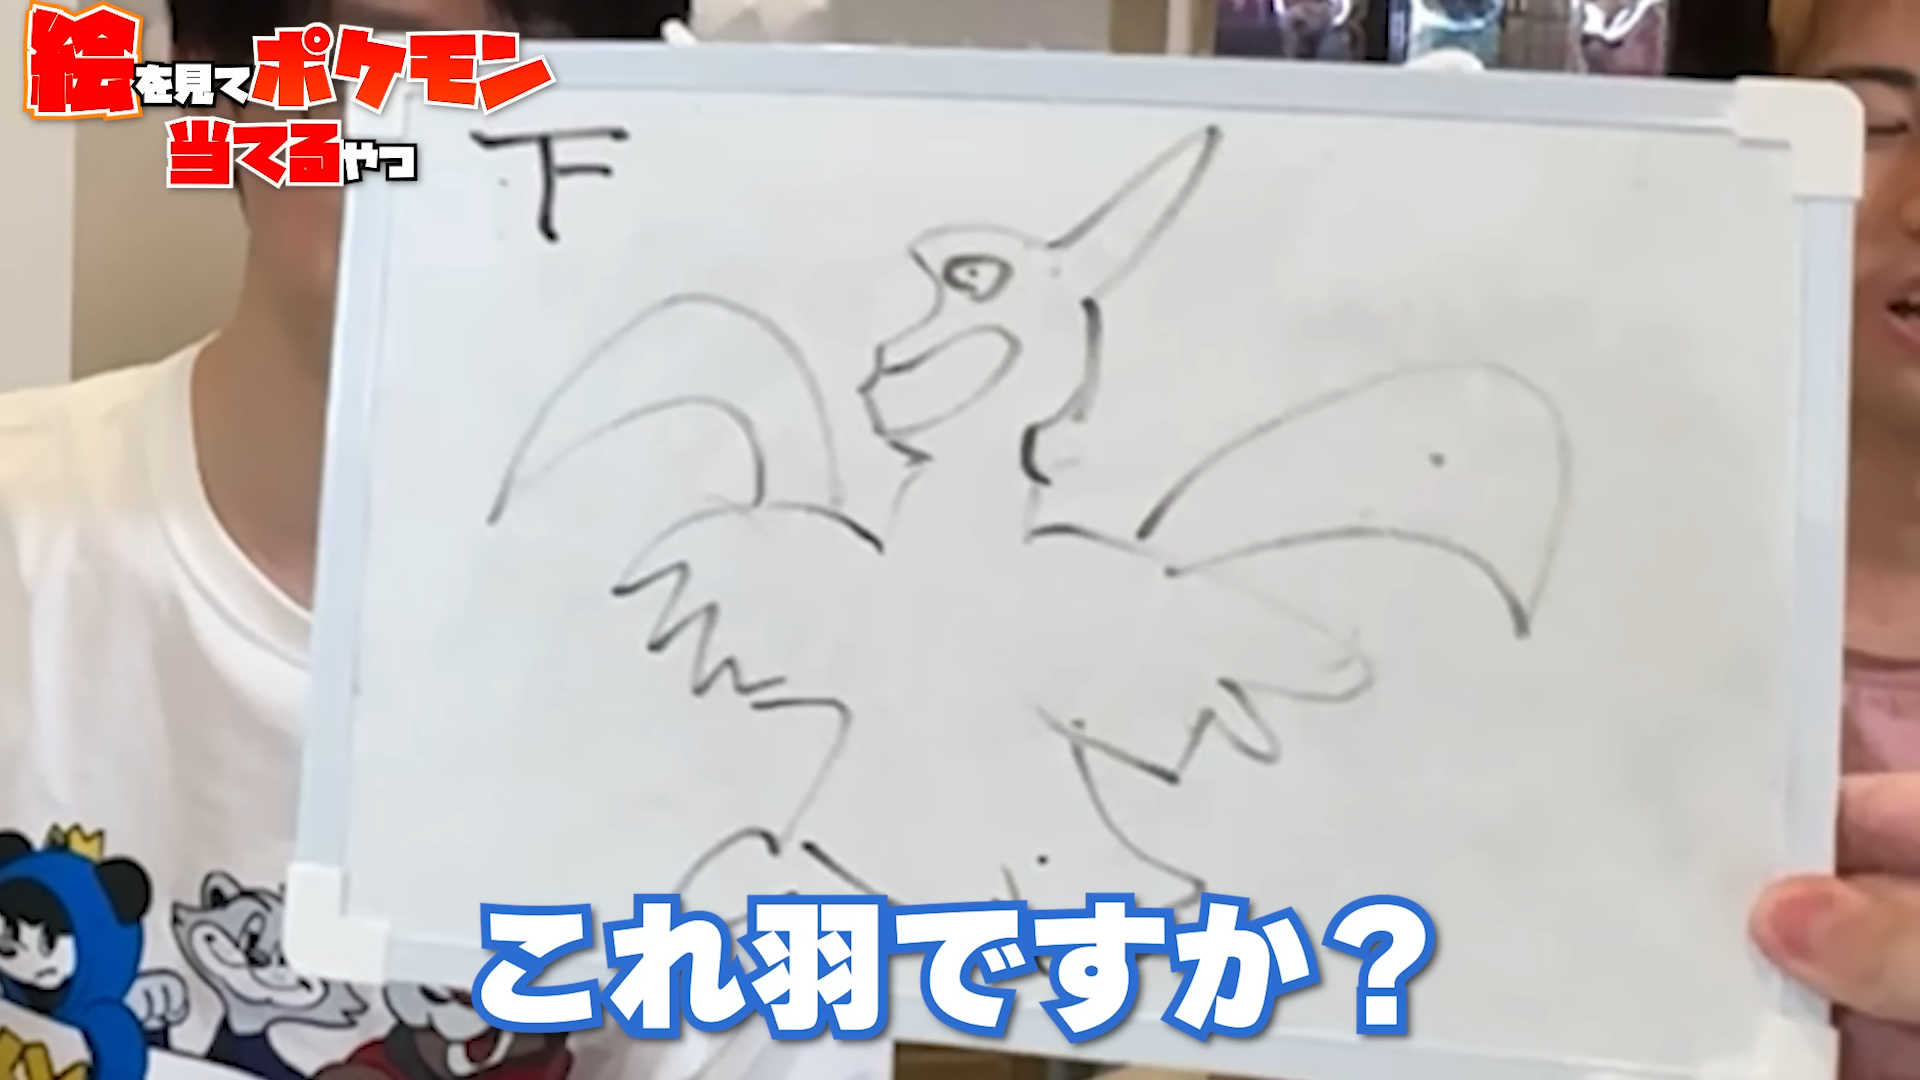 絵を見てポケモン
当てるやつ
下
これ羽ですか？